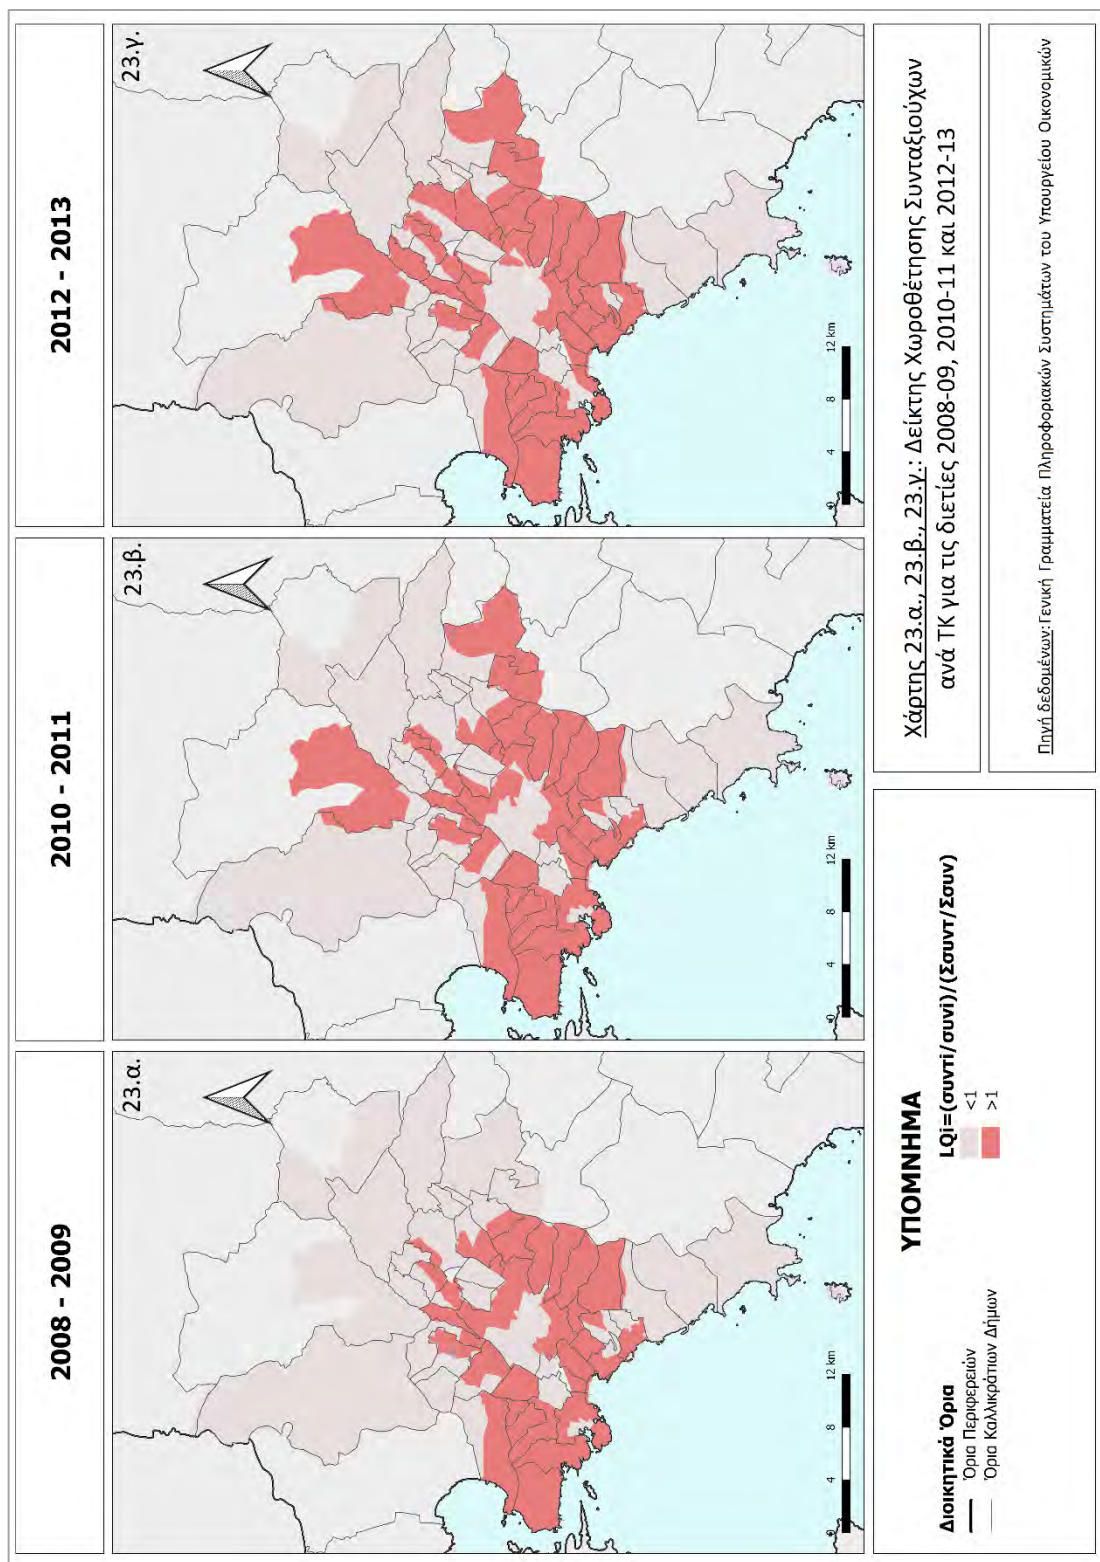 2008 - 2009
2010 - 2011
2012 - 2013
23.α.
23.β.
23.γ.
0 4 8 12 km
0 4 8 12 km
0 4 8 12 km
ΥΠΟΜΝΗΜΑ
Διοικητικά Όρια
Όρια Περιφερειών
Όρια Καλλικράτιων Δήμων
LQi=(συντi/συνi)/(Σσυντ/Σσυν)
<1
>1
Χάρτης 23.α., 23.β., 23.γ.: Δείκτης Χωροθέτησης Συνταξιούχων
ανά ΤΚ για τις διετίες 2008-09, 2010-11 και 2012-13
Πηγή δεδομένων: Γενική Γραμματεία Πληροφοριακών Συστημάτων του Υπουργείου Οικονομικών